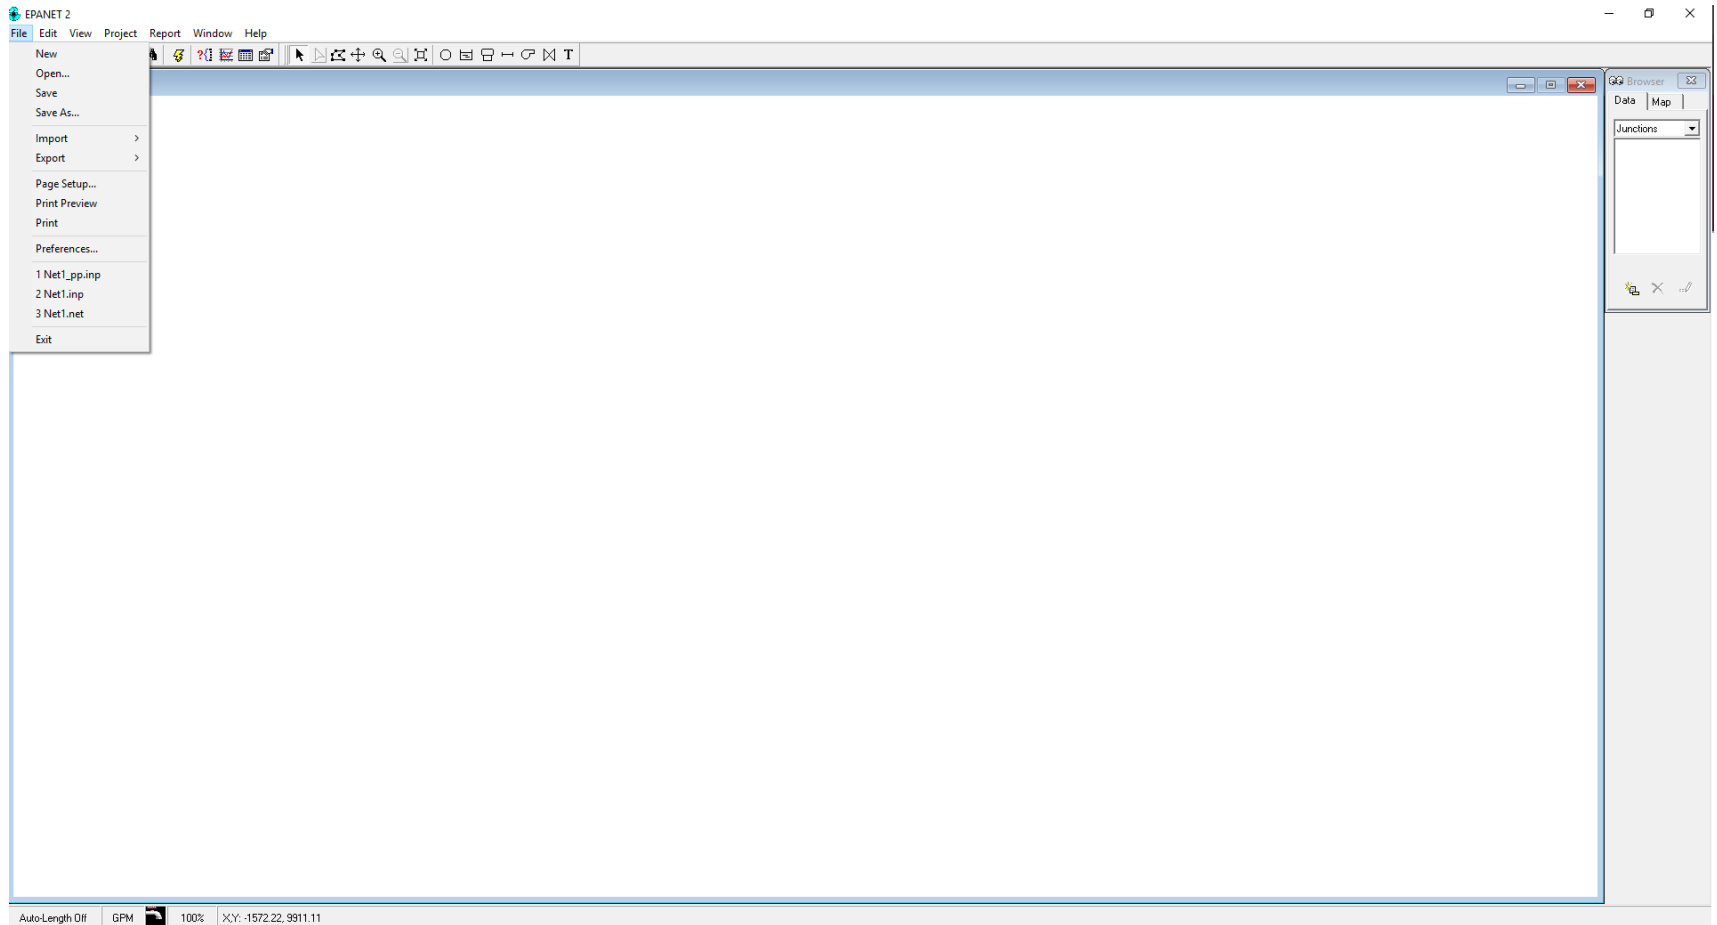 EPANET 2
File Edit View Project Report Window Help
New
Open...
Save
Save As...
Import
Export
Page Setup...
Print Preview
Print
Preferences...
1 Net1_pp.inp
2 Net1.inp
3 Net1.net
Exit
T
Browser
Data Map
Junctions
Auto-Length Off GPM 100% X,Y: -1572.22, 9911.11